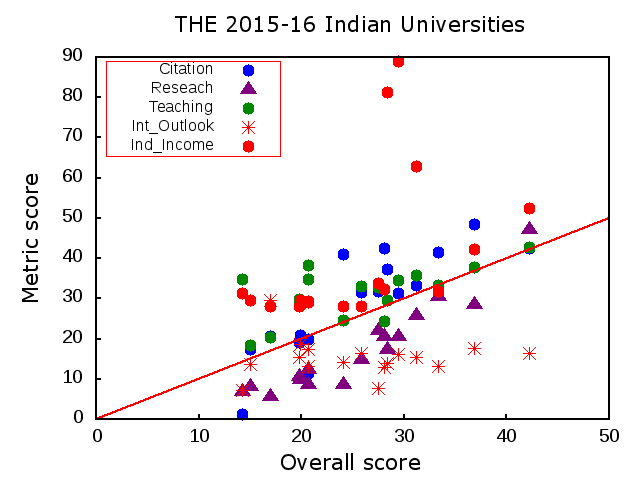 THE 2015-16 Indian Universities
90
80
70
60
50
40
30
20
10
0
Citation
Reseach
Teaching
Int_Outlook
Ind_Income
Metric score
0 10 20 30 40 50
Overall score